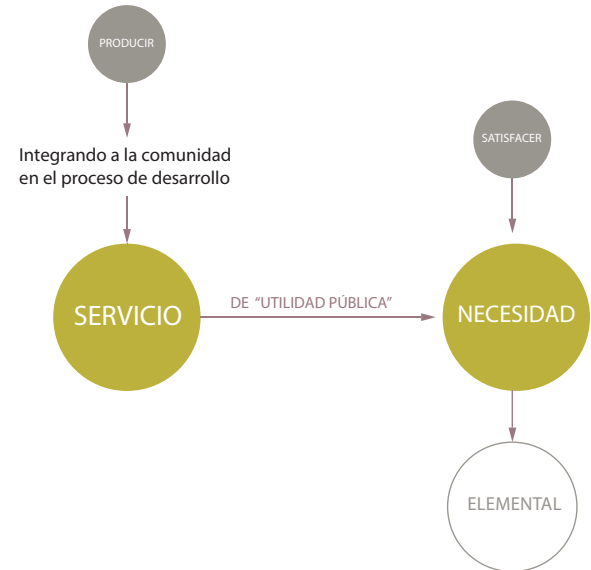 PRODUCIR
Integrando a la comunidad
en el proceso de desarrollo
SERVICIO
DE “UTILIDAD PÚBLICA”
SATISFACER
NECESIDAD
ELEMENTAL